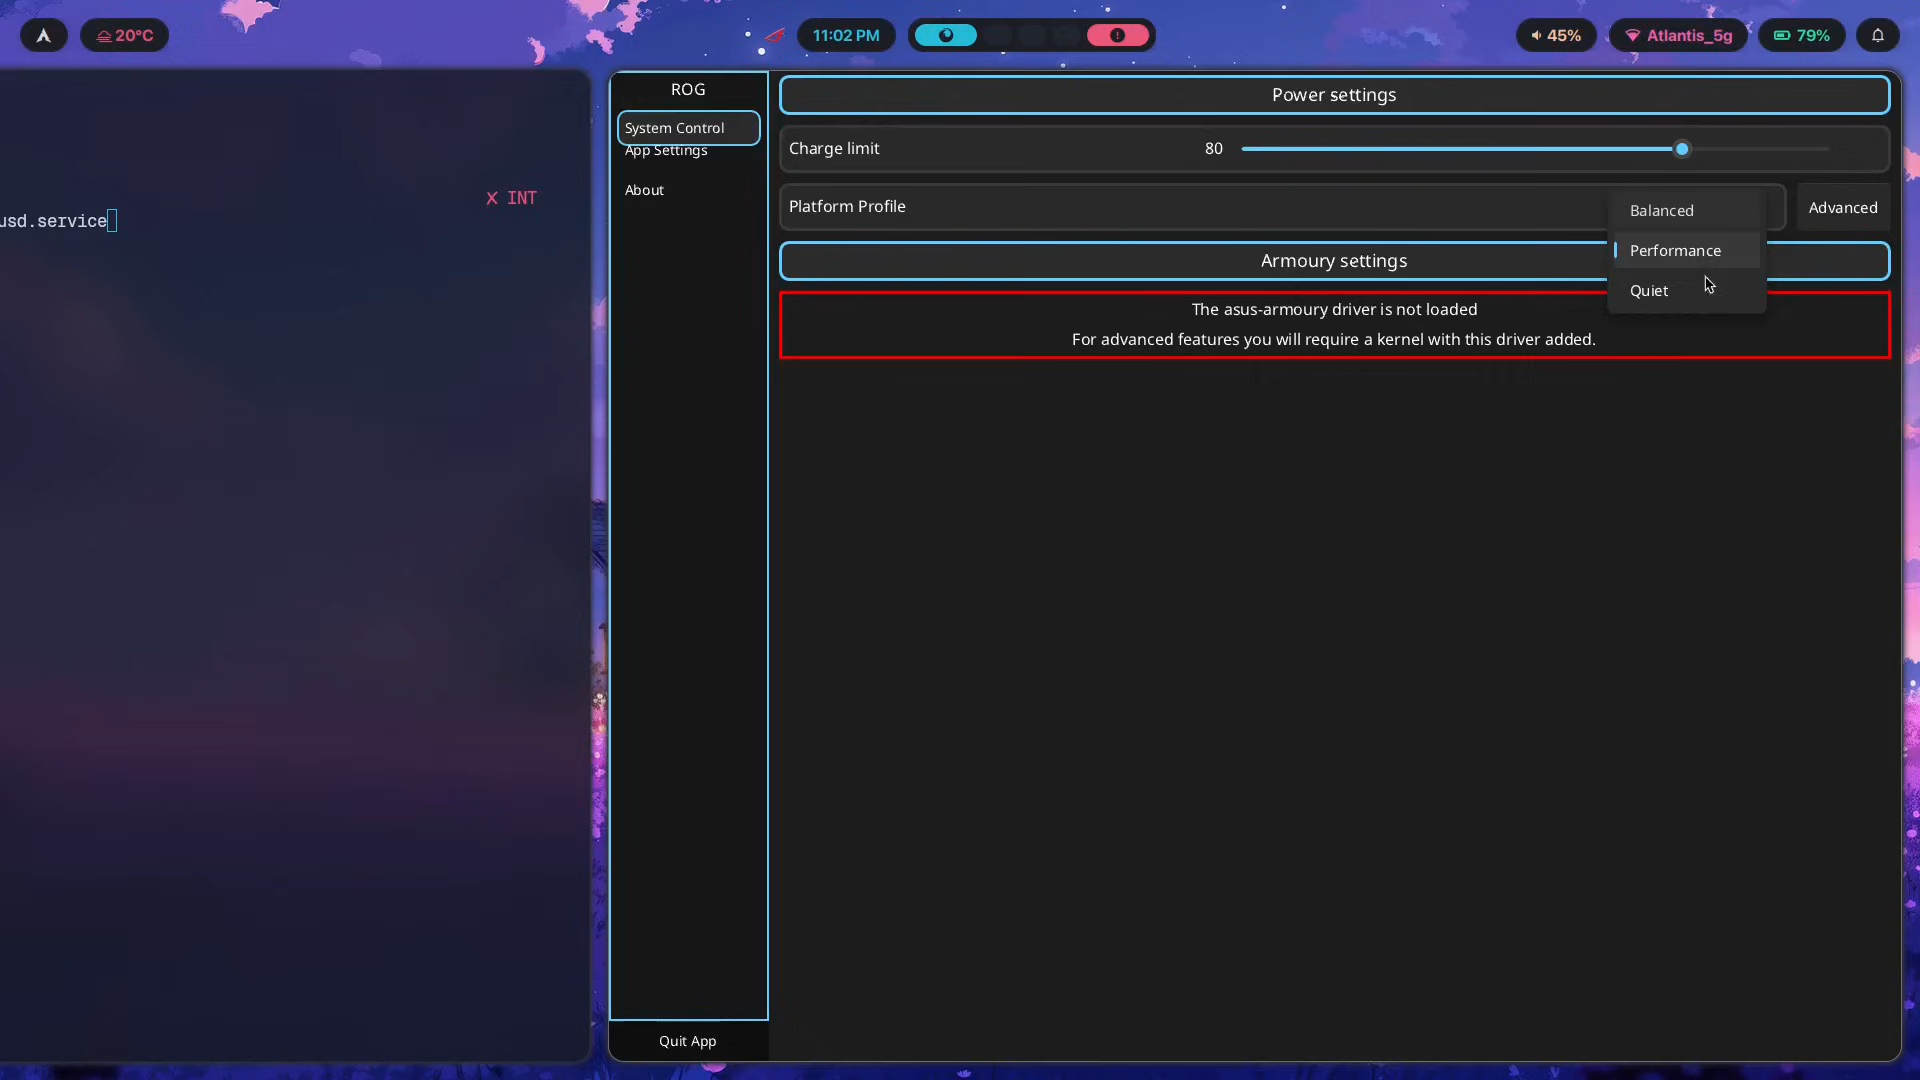 20°C
11:02 PM
45%
Atlantis_5g
79%
X INT
usd.service
ROG
System Control
App Settings
About
Quit App
Power settings
Charge limit 80
Platform Profile
Advanced
Balanced
Performance
Quiet
Armoury settings
The asus-armoury driver is not loaded
For advanced features you will require a kernel with this driver added.